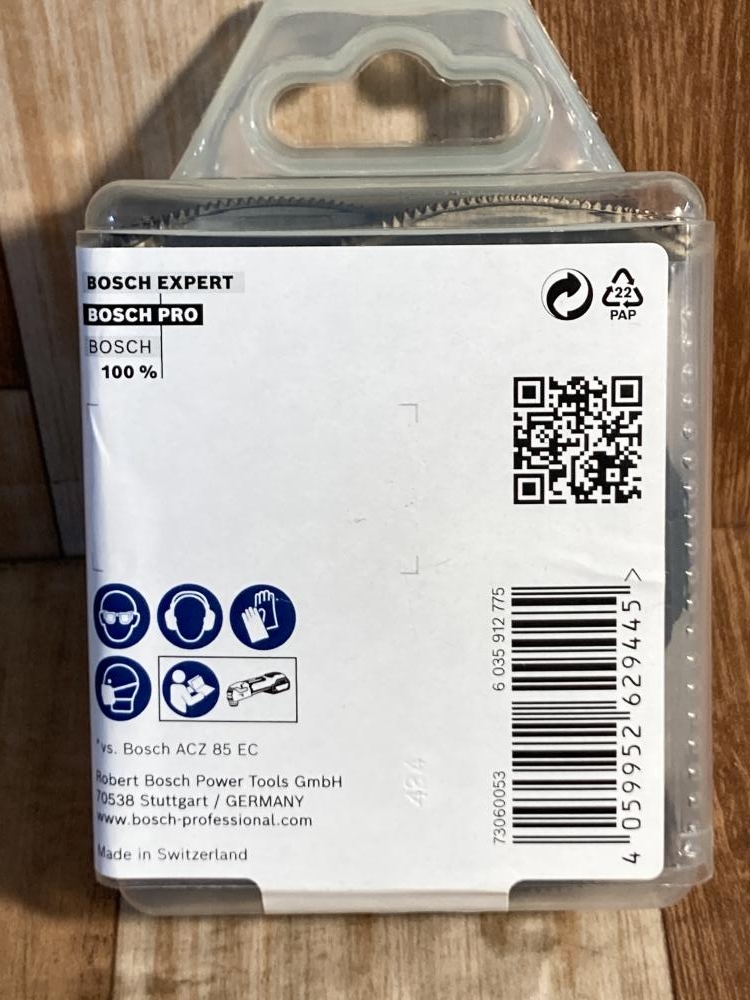 BOSCH EXPERT
BOSCH PRO
BOSCH
100 %
22
PAP
*vs. Bosch ACZ 85 EC
Robert Bosch Power Tools GmbH
70538 Stuttgart / GERMANY
www.bosch-professional.com
Made in Switzerland
484
6 035 912 775
73060053
4 059952 629445 >